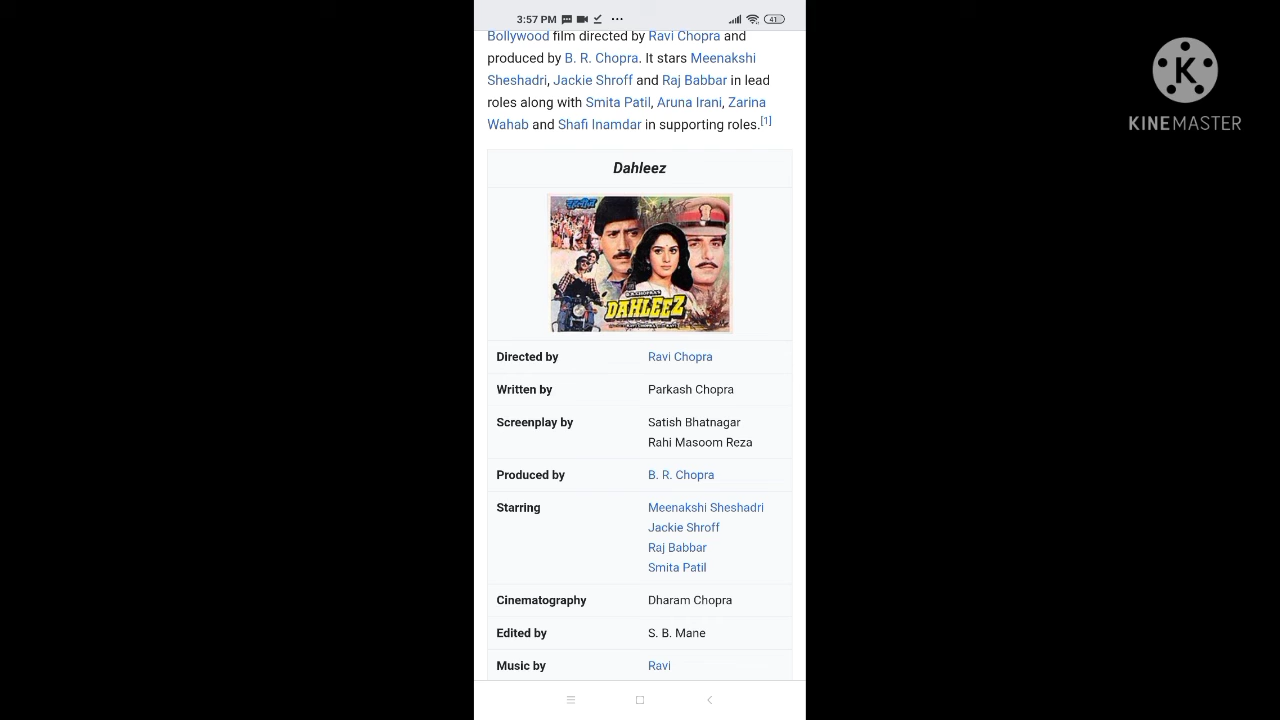 3:57 PM
41
Bollywood film directed by Ravi Chopra and
produced by B. R. Chopra. It stars Meenakshi
Sheshadri, Jackie Shroff and Raj Babbar in lead
roles along with Smita Patil, Aruna Irani, Zarina
Wahab and Shafi Inamdar in supporting roles.[1]
Dahleez
दहलीज़
DAHLEEZ
Directed by Ravi Chopra
Written by Parkash Chopra
Screenplay by Satish Bhatnagar
Rahi Masoom Reza
Produced by B. R. Chopra
Starring Meenakshi Sheshadri
Jackie Shroff
Raj Babbar
Smita Patil
Cinematography Dharam Chopra
Edited by S. B. Mane
Music by Ravi
K
KINEMASTER